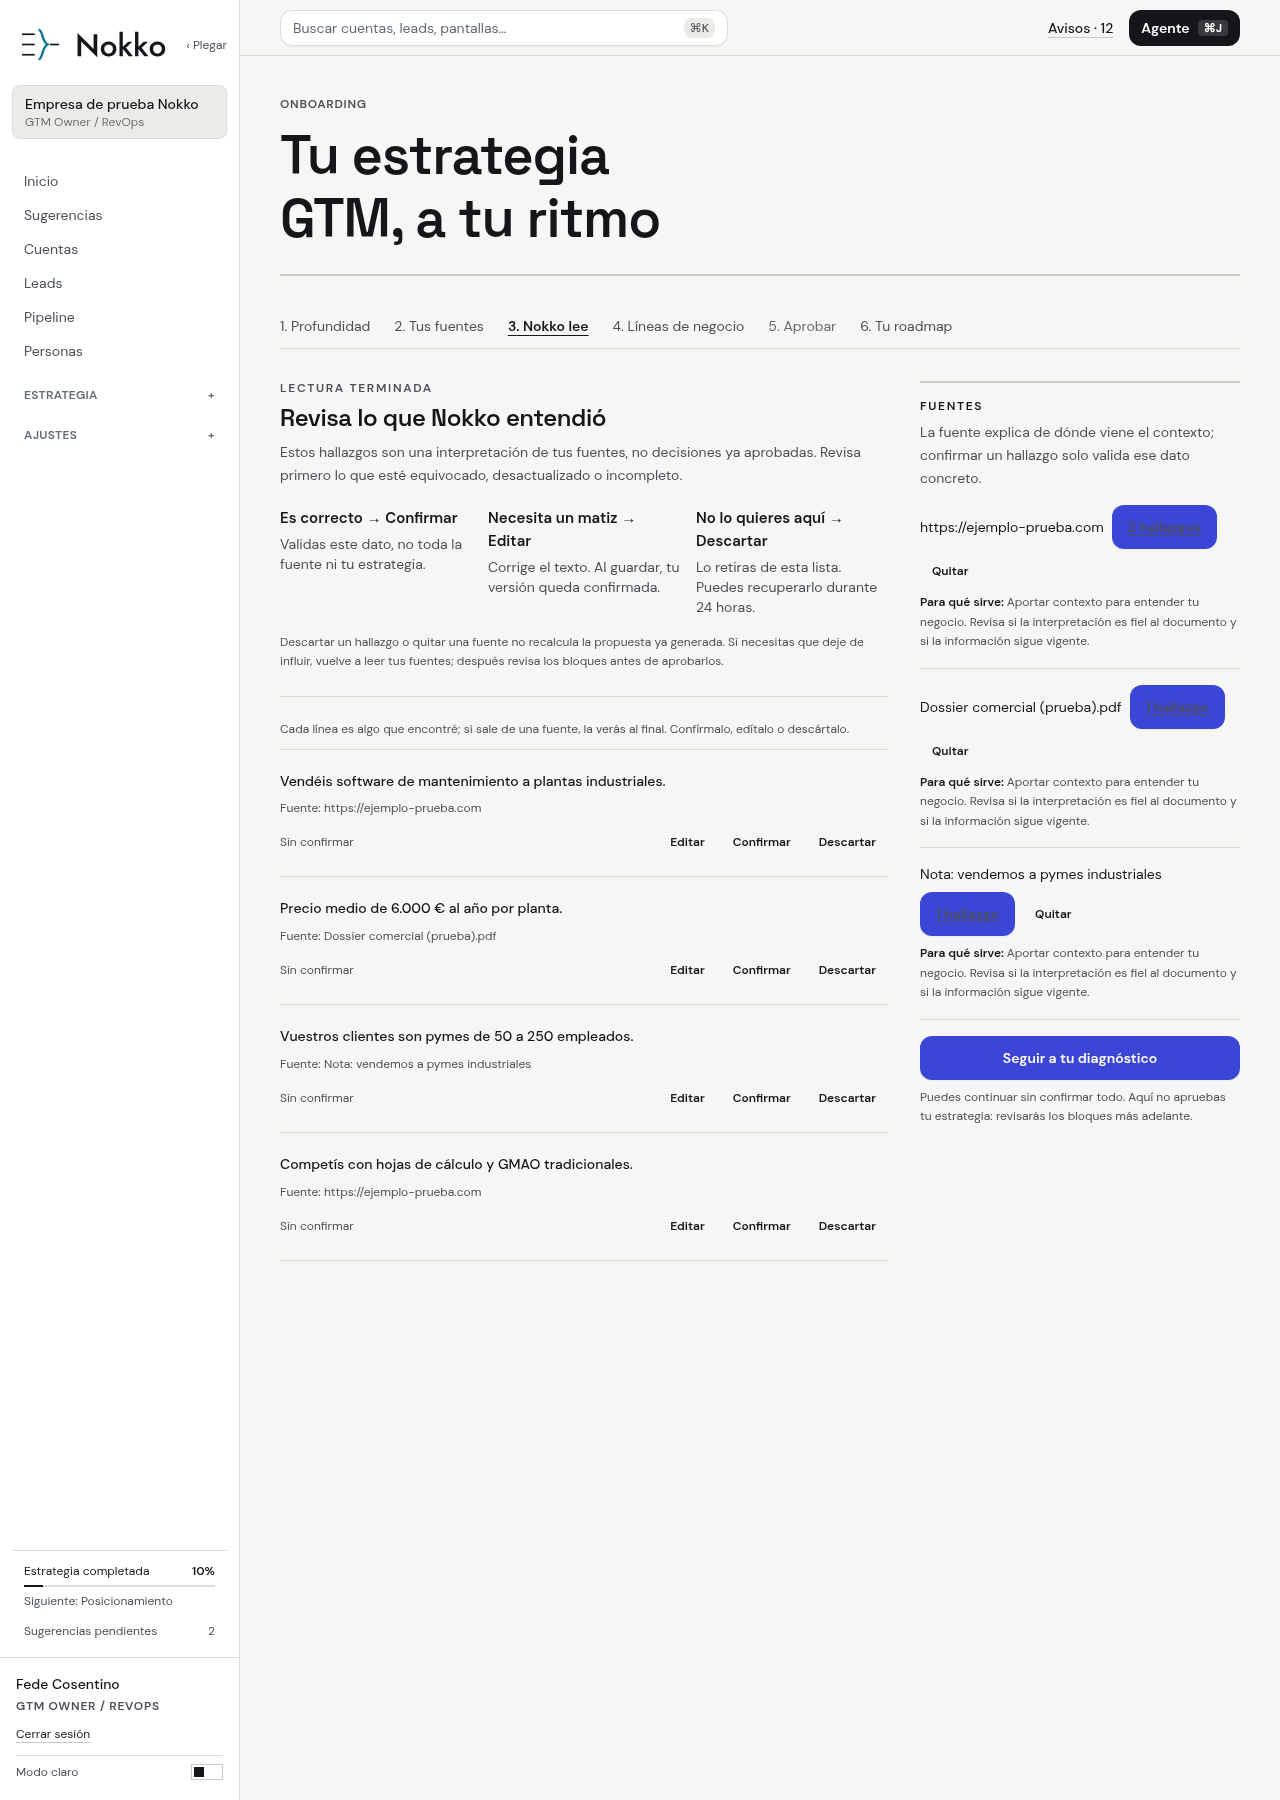 Nokko
‹ Plegar
Empresa de prueba Nokko
GTM Owner / RevOps
Inicio
Sugerencias
Cuentas
Leads
Pipeline
Personas
ESTRATEGIA +
AJUSTES +
Estrategia completada 10%
Siguiente: Posicionamiento
Sugerencias pendientes 2
Fede Cosentino
GTM OWNER / REVOPS
Cerrar sesión
Modo claro
Buscar cuentas, leads, pantallas... ⌘K
Avisos · 12
Agente ⌘J
ONBOARDING
Tu estrategia
GTM, a tu ritmo
1. Profundidad 2. Tus fuentes 3. Nokko lee 4. Líneas de negocio 5. Aprobar 6. Tu roadmap
LECTURA TERMINADA
Revisa lo que Nokko entendió
Estos hallazgos son una interpretación de tus fuentes, no decisiones ya aprobadas. Revisa
primero lo que esté equivocado, desactualizado o incompleto.
Es correcto → Confirmar
Validas este dato, no toda la
fuente ni tu estrategia.
Necesita un matiz →
Editar
Corrige el texto. Al guardar, tu
versión queda confirmada.
No lo quieres aquí →
Descartar
Lo retiras de esta lista.
Puedes recuperarlo durante
24 horas.
Descartar un hallazgo o quitar una fuente no recalcula la propuesta ya generada. Si necesitas que deje de
influir, vuelve a leer tus fuentes; después revisa los bloques antes de aprobarlos.
Cada línea es algo que encontré; si sale de una fuente, la verás al final. Confírmalo, edítalo o descártalo.
Vendéis software de mantenimiento a plantas industriales.
Fuente: https://ejemplo-prueba.com
Sin confirmar Editar Confirmar Descartar
Precio medio de 6.000 € al año por planta.
Fuente: Dossier comercial (prueba).pdf
Sin confirmar Editar Confirmar Descartar
Vuestros clientes son pymes de 50 a 250 empleados.
Fuente: Nota: vendemos a pymes industriales
Sin confirmar Editar Confirmar Descartar
Competís con hojas de cálculo y GMAO tradicionales.
Fuente: https://ejemplo-prueba.com
Sin confirmar Editar Confirmar Descartar
FUENTES
La fuente explica de dónde viene el contexto;
confirmar un hallazgo solo valida ese dato
concreto.
https://ejemplo-prueba.com 2 hallazgos
Quitar
Para qué sirve: Aportar contexto para entender tu
negocio. Revisa si la interpretación es fiel al documento y
si la información sigue vigente.
Dossier comercial (prueba).pdf 1 hallazgo
Quitar
Para qué sirve: Aportar contexto para entender tu
negocio. Revisa si la interpretación es fiel al documento y
si la información sigue vigente.
Nota: vendemos a pymes industriales
1 hallazgo Quitar
Para qué sirve: Aportar contexto para entender tu
negocio. Revisa si la interpretación es fiel al documento y
si la información sigue vigente.
Seguir a tu diagnóstico
Puedes continuar sin confirmar todo. Aquí no apruebas
tu estrategia: revisarás los bloques más adelante.